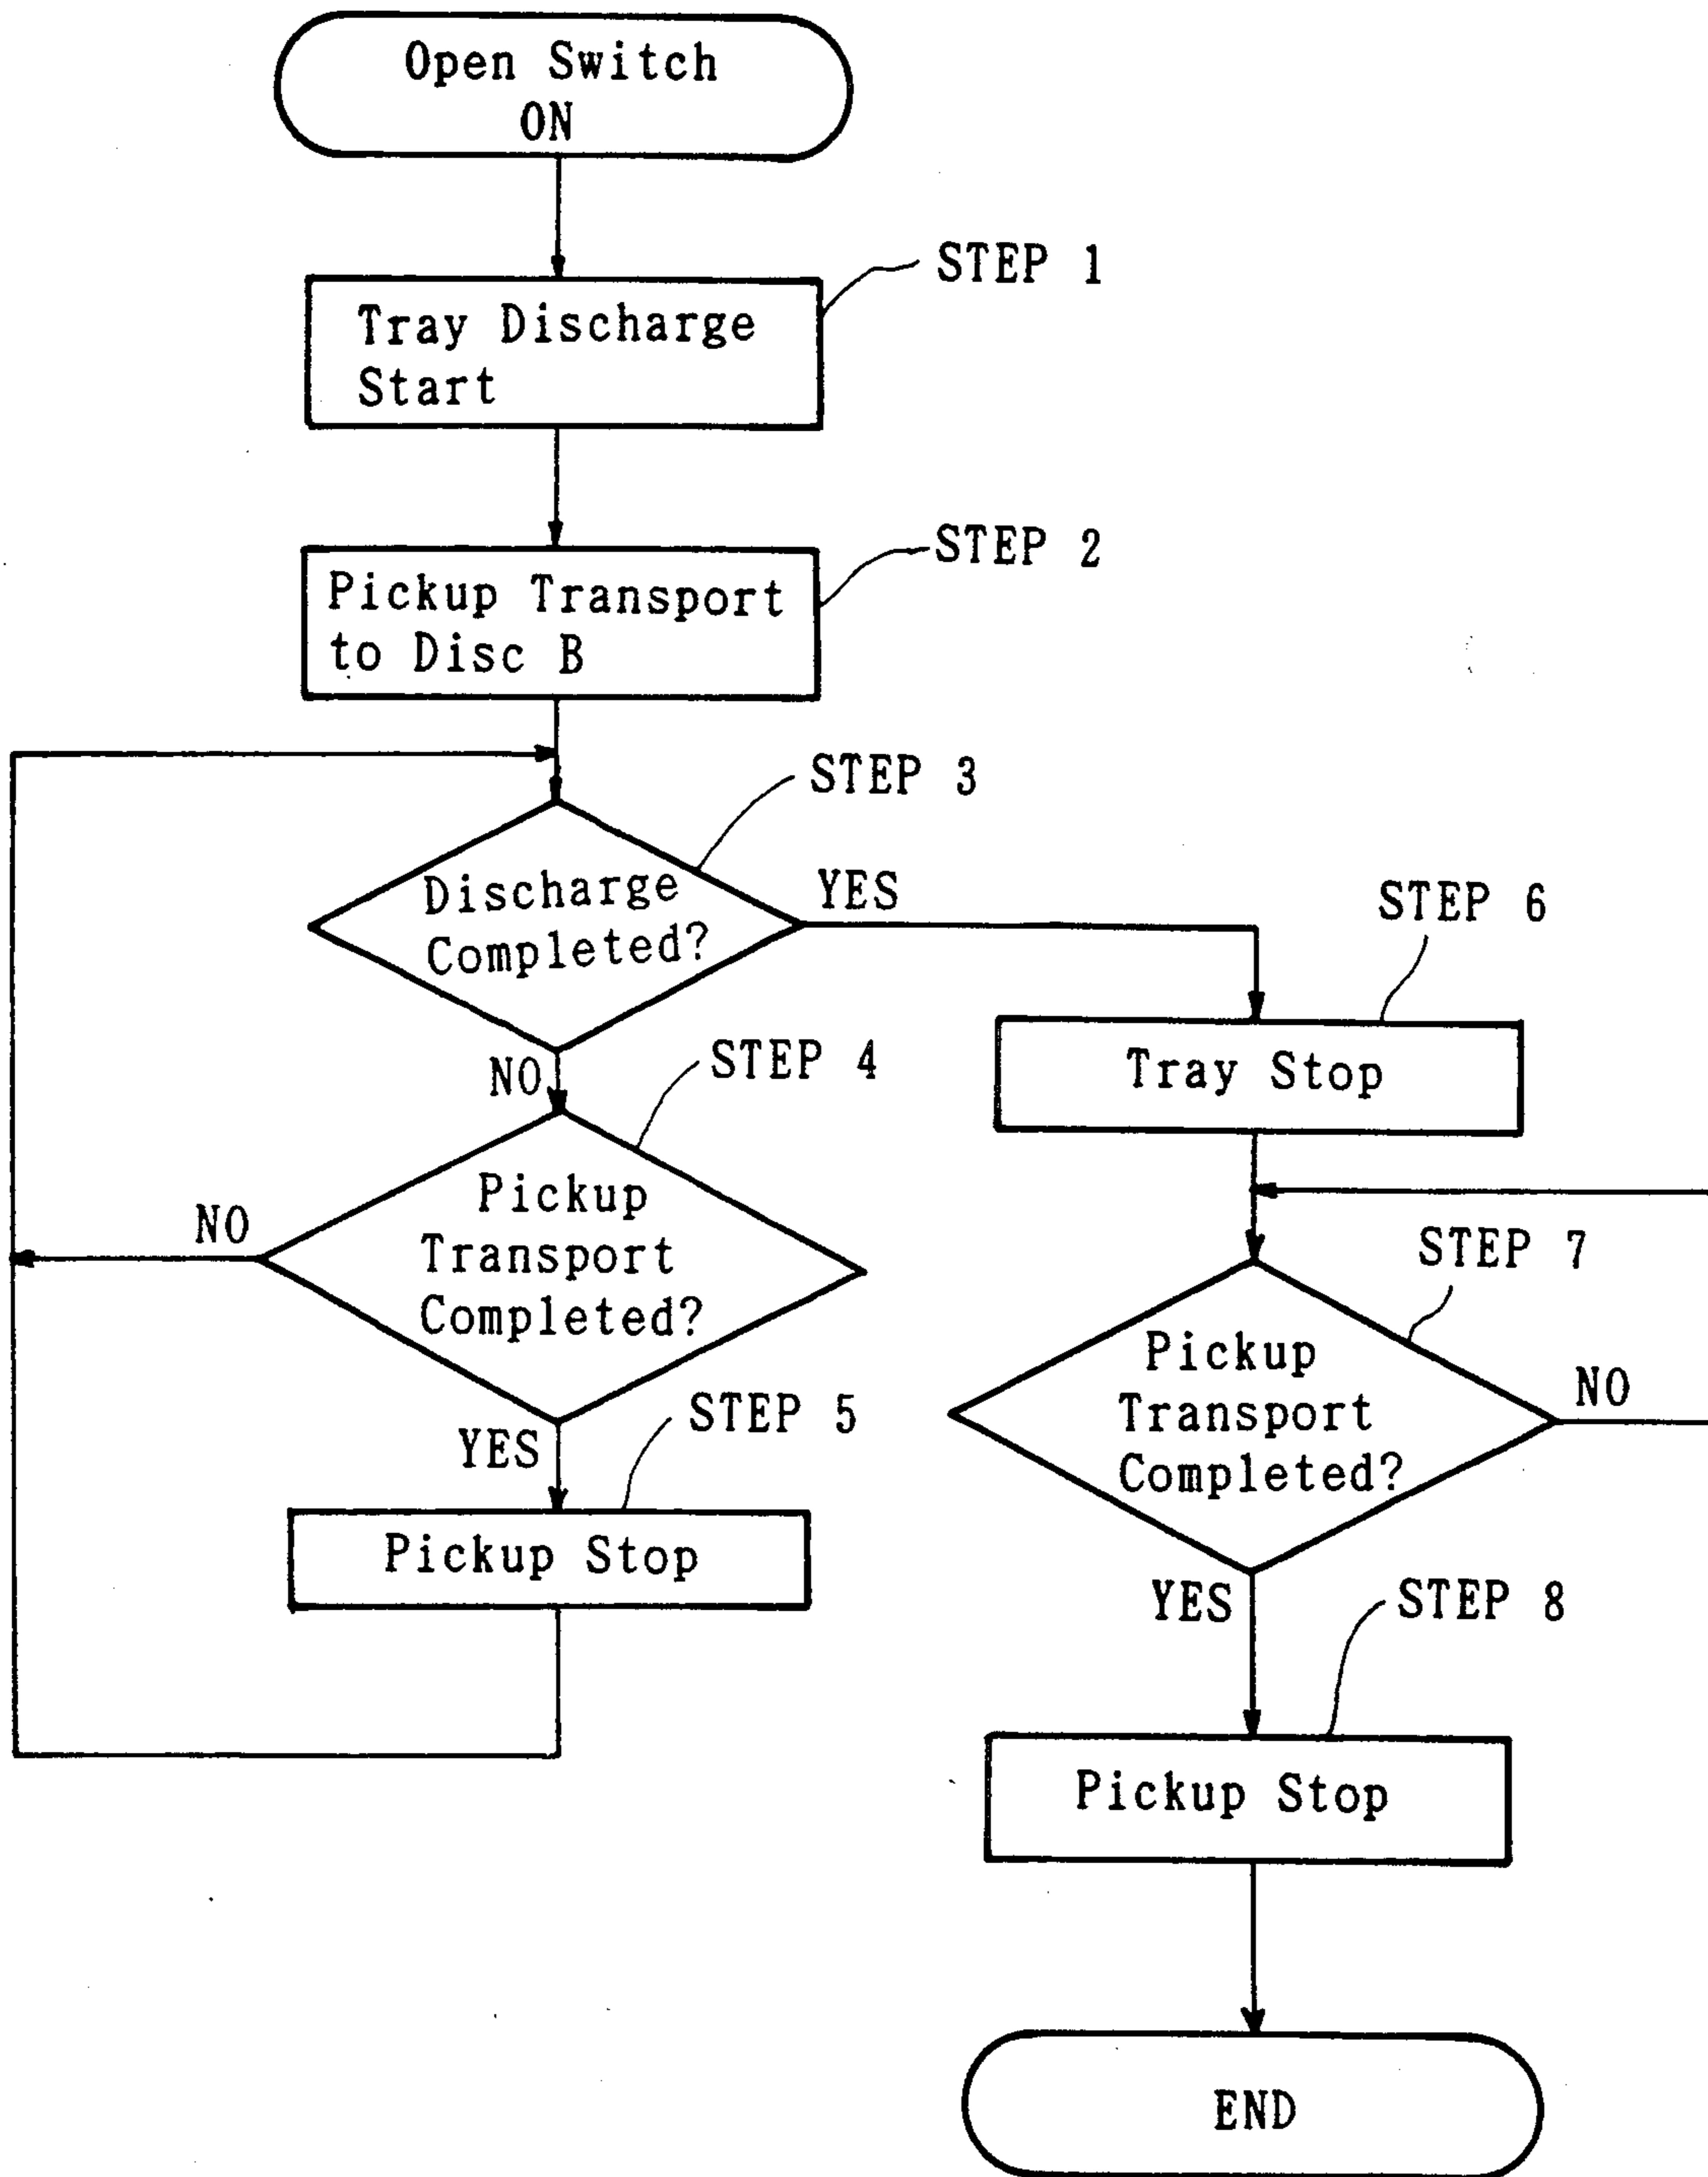 Open Switch
ON
STEP 1
Tray Discharge
Start
STEP 2
Pickup Transport
to Disc B
STEP 3
Discharge
Completed?
YES
NO
STEP 4
Pickup
Transport
Completed?
NO
YES
STEP 5
Pickup Stop
STEP 6
Tray Stop
STEP 7
Pickup
Transport
Completed?
NO
YES
STEP 8
Pickup Stop
END